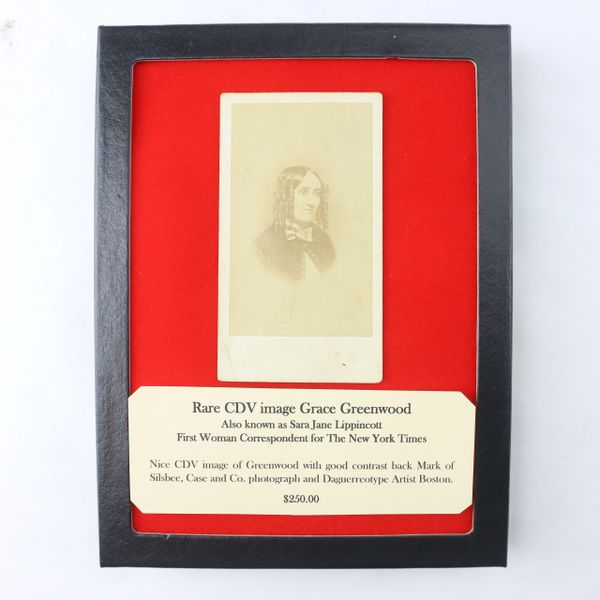 Rare CDV image Grace Greenwood
Also known as Sara Jane Lippincott
First Woman Correspondent for The New York Times
Nice CDV image of Greenwood with good contrast back Mark of
Silsbee, Case and Co. photograph and Daguerreotype Artist Boston.
$250.00